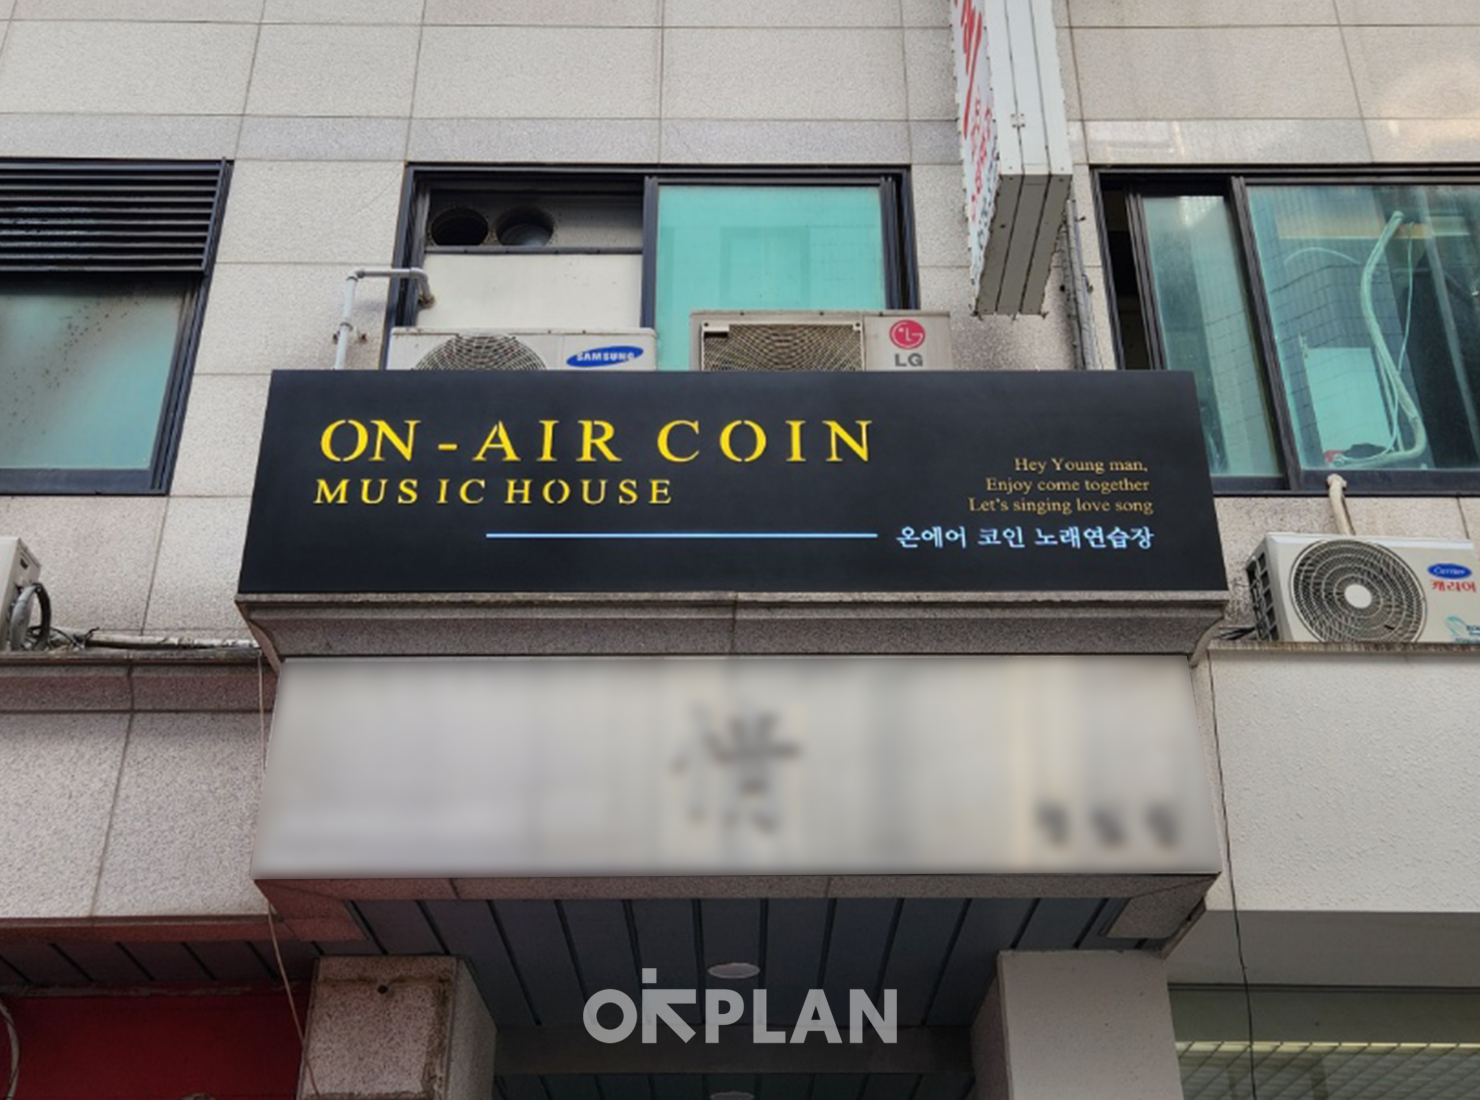 SAMSUNG
LG
ON-AIR COIN
MUSIC HOUSE
Hey Young man,
Enjoy come together
Let's singing love song
온에어 코인 노래연습장
Carrier
캐리어
OKPLAN